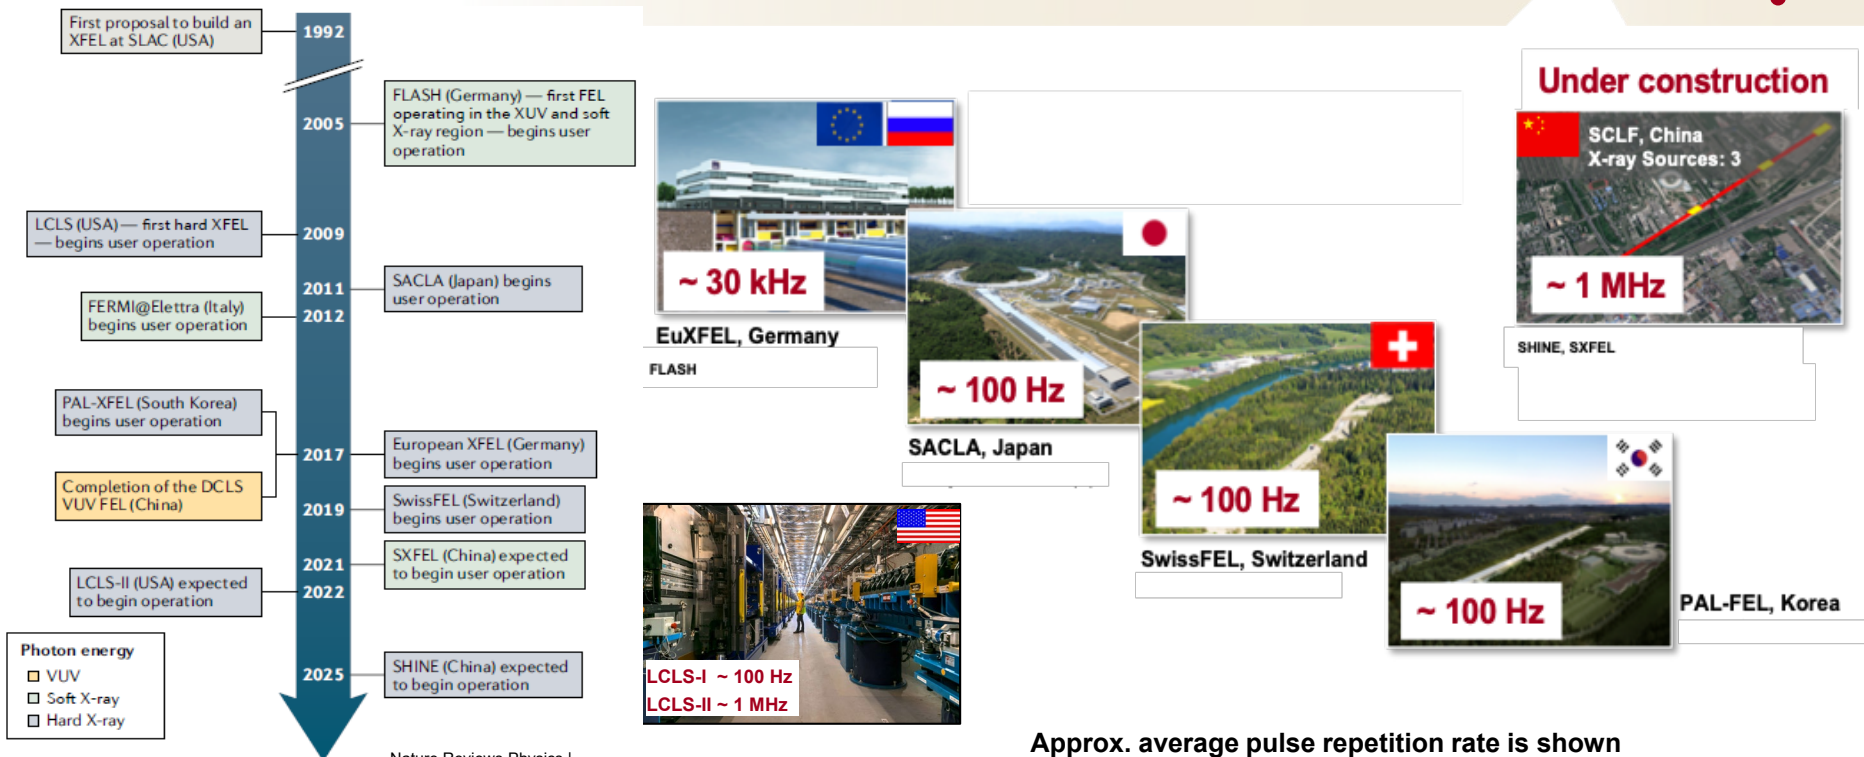 First proposal to build an
XFEL at SLAC (USA)
1992
FLASH (Germany) — first FEL
operating in the XUV and soft
X-ray region — begins user
operation
2005
LCLS (USA) — first hard XFEL
— begins user operation
2009
SACLA (Japan) begins
user operation
2011
FERMI@Elettra (Italy)
begins user operation
2012
PAL-XFEL (South Korea)
begins user operation
European XFEL (Germany)
begins user operation
2017
Completion of the DCLS
VUV FEL (China)
SwissFEL (Switzerland)
begins user operation
2019
SXFEL (China) expected
to begin user operation
2021
LCLS-II (USA) expected
to begin operation
2022
SHINE (China) expected
to begin operation
2025
Photon energy
VUV
Soft X-ray
Hard X-ray
Nature Reviews Physics |
~ 30 kHz
EuXFEL, Germany
FLASH
~ 100 Hz
SACLA, Japan
~ 100 Hz
SwissFEL, Switzerland
~ 100 Hz
PAL-FEL, Korea
LCLS-I ~ 100 Hz
LCLS-II ~ 1 MHz
Under construction
SCLF, China
X-ray Sources: 3
~ 1 MHz
SHINE, SXFEL
Approx. average pulse repetition rate is shown